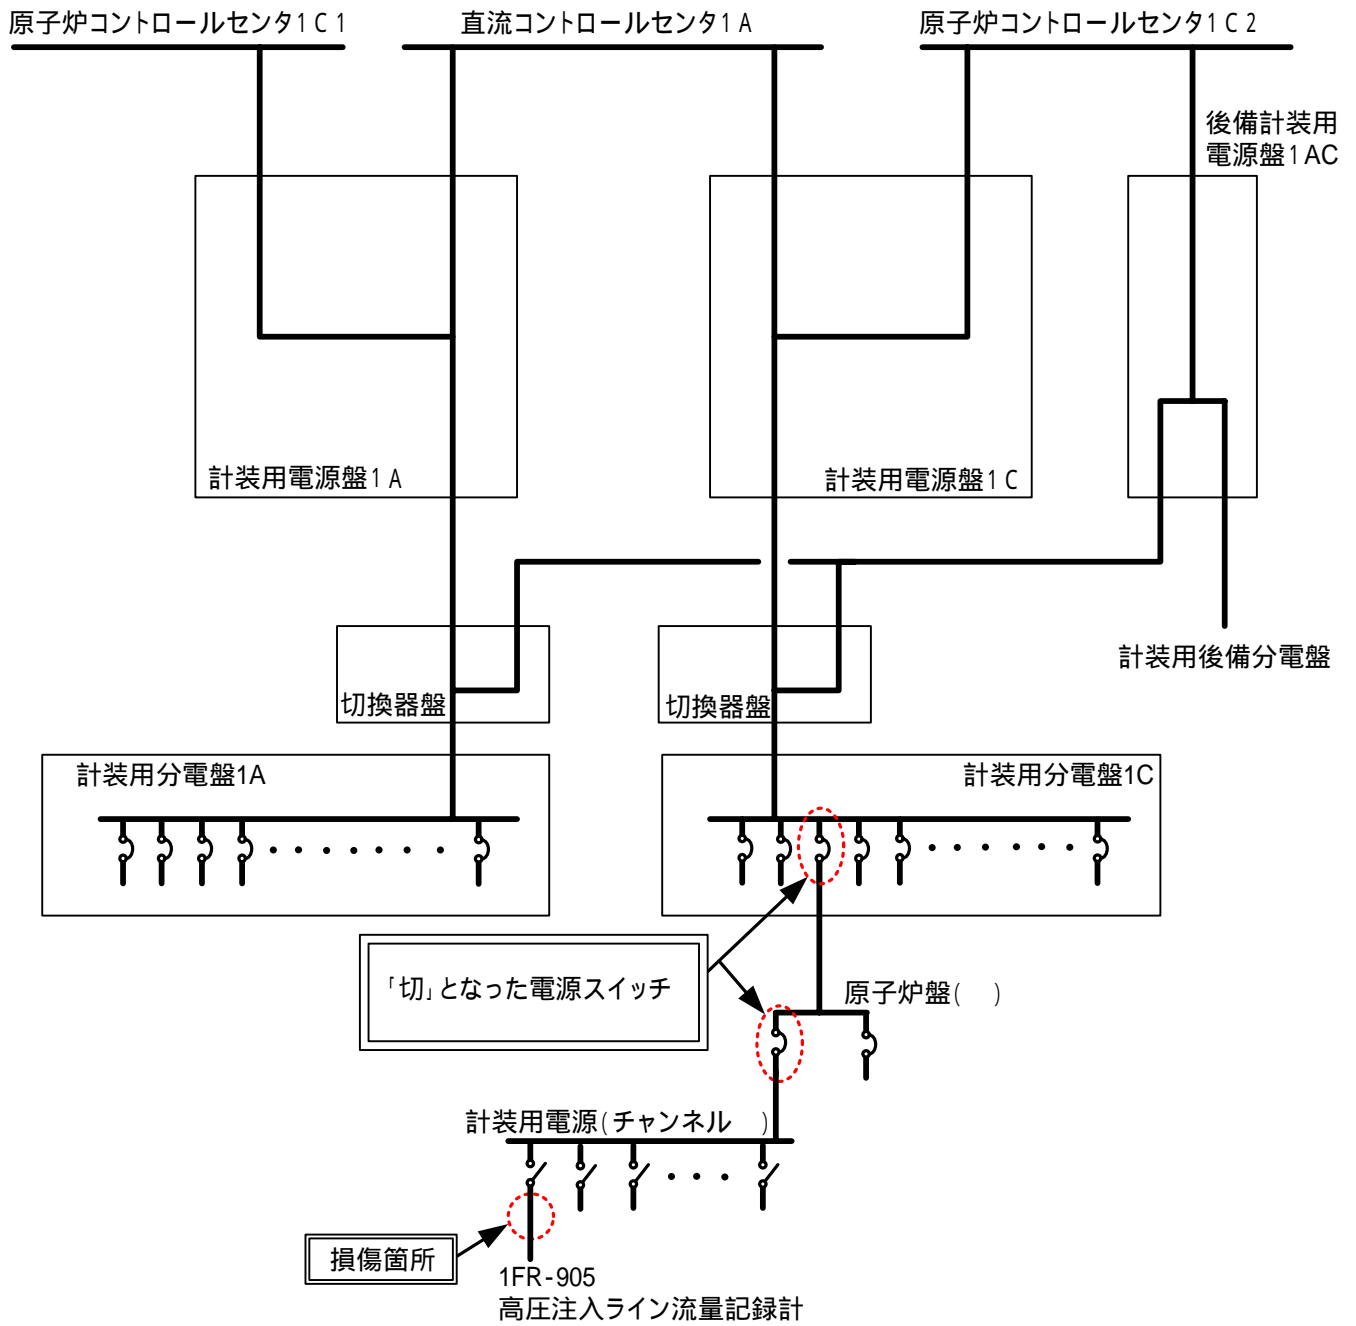 原子炉コントロールセンタ1C1
直流コントロールセンタ1A
原子炉コントロールセンタ1C2
後備計装用
電源盤1AC
計装用電源盤1A
計装用電源盤1C
計装用後備分電盤
切換器盤
切換器盤
計装用分電盤1A
計装用分電盤1C
「切」となった電源スイッチ
原子炉盤( )
計装用電源(チャンネル )
損傷箇所
1FR-905
高圧注入ライン流量記録計